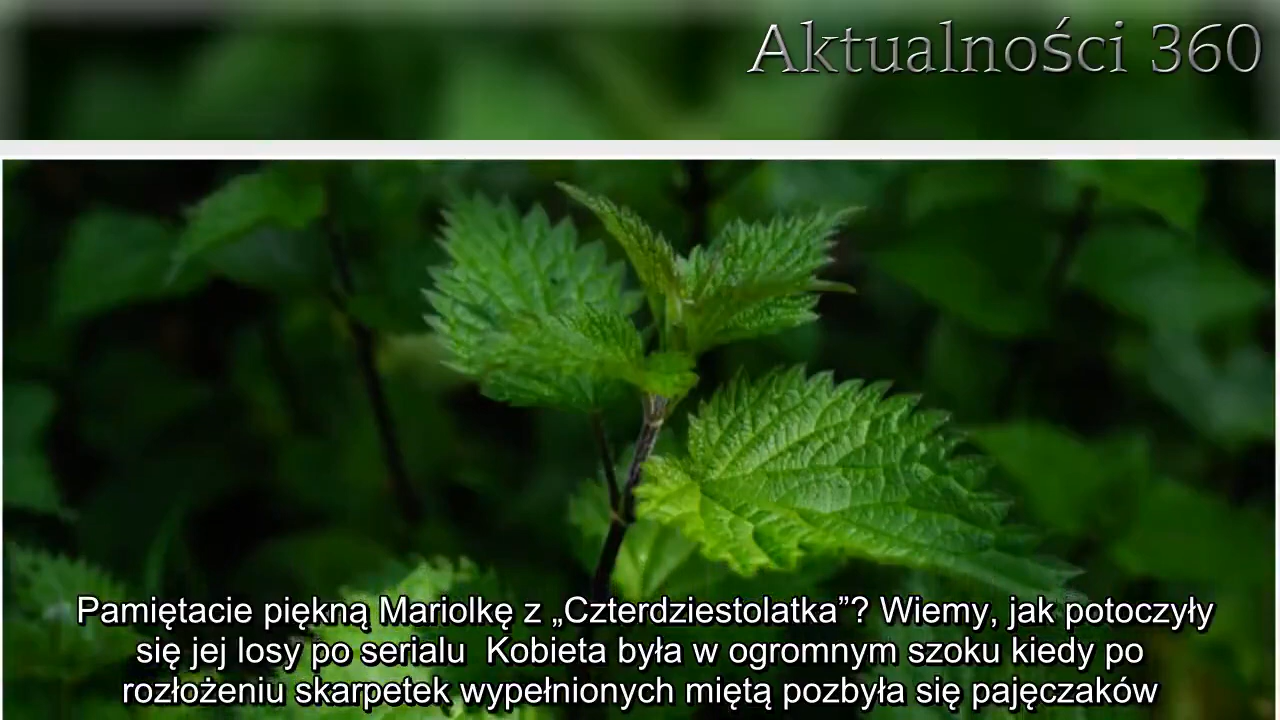 Aktualności 360
Pamiętacie piękną Mariolkę z „Czterdziestolatka”? Wiemy, jak potoczyły
się jej losy po serialu  Kobieta była w ogromnym szoku kiedy po
rozłożeniu skarpetek wypełnionych miętą pozbyła się pajęczaków